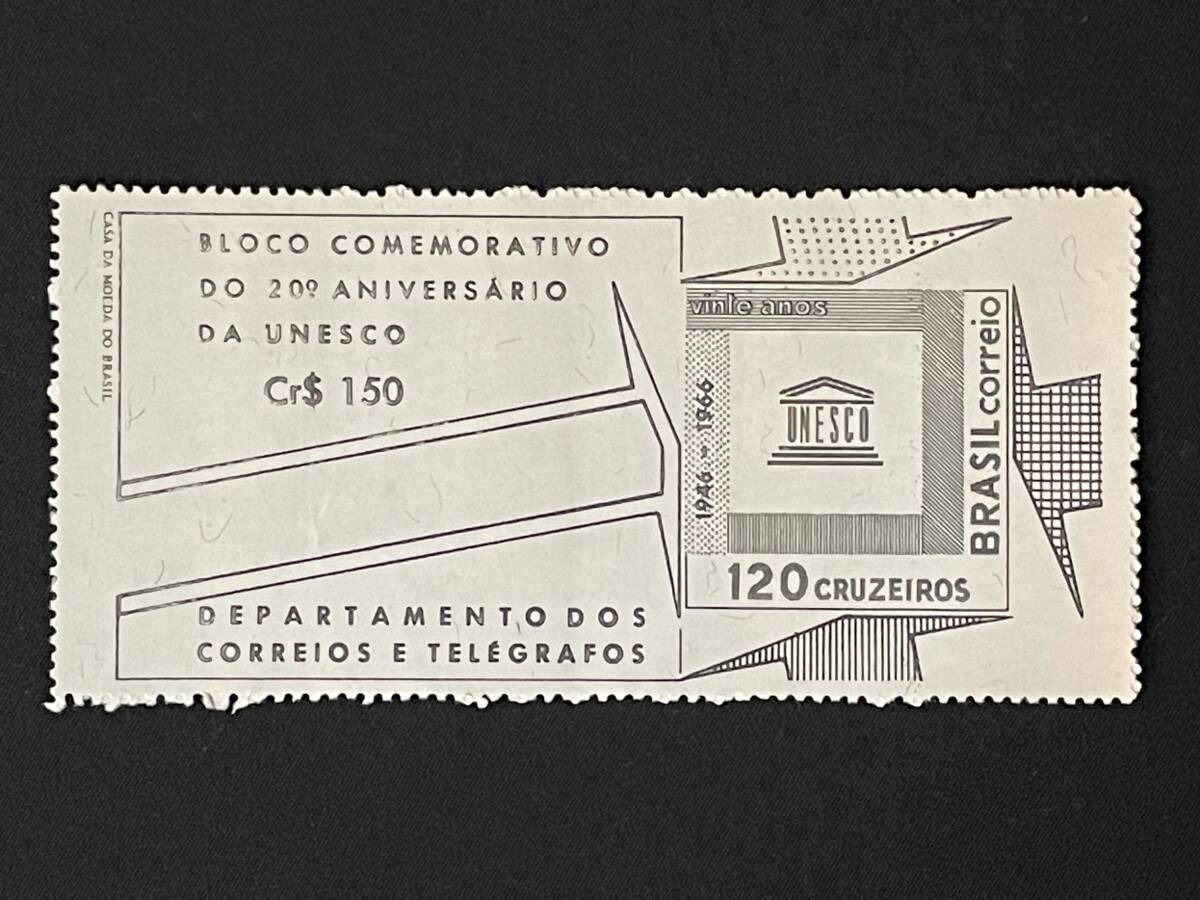 CASA DA MOEDA DO BRASIL
BLOCO COMEMORATIVO
DO 20º ANIVERSÁRIO
DA UNESCO
Cr$ 150
DEPARTAMENTO DOS
CORREIOS E TELÉGRAFOS
vinte anos
1946 - 1966
UNESCO
BRASIL correio
120 CRUZEIROS